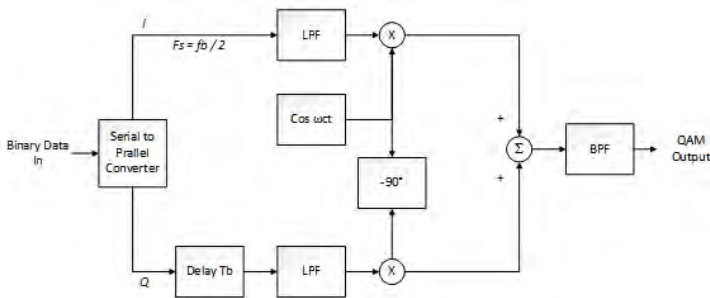 I
Fs = fb / 2
LPF
X
Cos ωct
Binary Data
In
Serial to
Prallel
Converter
+
Σ
+
BPF
QAM
Output
-90°
Q
Delay Tb
LPF
X